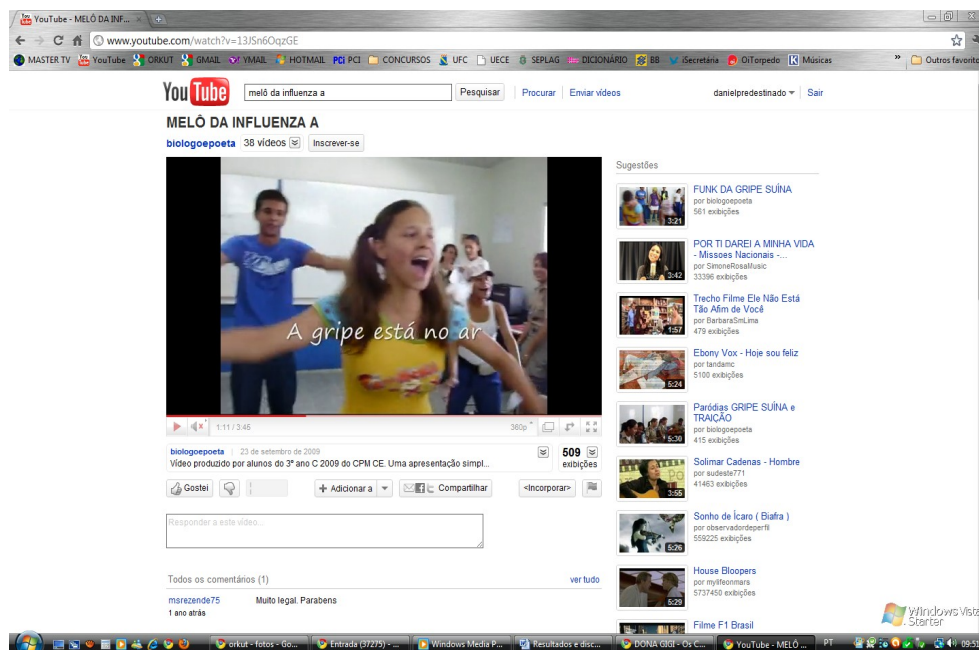 YouTube - MELÔ DA INF...
www.youtube.com/watch?v=13JSn6OqzGE
MASTER TV YouTube ORKUT GMAIL YMAIL HOTMAIL PCI PCI CONCURSOS UFC UECE SEPLAG DICIONÁRIO BB iSecretária OiTorpedo Músicas » Outros favorito
You Tube melô da influenza a Pesquisar Procurar Enviar vídeos danielpredestinado Sair
MELÔ DA INFLUENZA A
biologoepoeta 38 vídeos Inscrever-se
A gripe está no ar
1:11 / 3:45 360p
biologoepoeta 23 de setembro de 2009
Vídeo produzido por alunos do 3° ano C 2009 do CPM CE. Uma apresentação simpl...
509
exibições
Gostei + Adicionar a Compartilhar <Incorporar>
Responder a este vídeo...
Todos os comentários (1) ver tudo
msrezende75 Muito legal. Parabens
1 ano atrás
Sugestões
3:21
FUNK DA GRIPE SUÍNA
por biologoepoeta
561 exibições
3:42
POR TI DAREI A MINHA VIDA
- Missoes Nacionais -...
por SimoneRosaMusic
33396 exibições
1:57
Trecho Filme Ele Não Está
Tão Afim de Você
por BarbaraSmLima
479 exibições
5:24
Ebony Vox - Hoje sou feliz
por tandamc
5100 exibições
5:30
Paródias GRIPE SUÍNA e
TRAIÇÃO
por biologoepoeta
415 exibições
3:55
Solimar Cadenas - Hombre
por sudeste771
41463 exibições
5:26
Sonho de Ícaro ( Biafra )
por observadordeperfil
559225 exibições
5:29
House Bloopers
por mylifeonmars
5737450 exibições
Filme F1 Brasil
Windows Vista
Starter
orkut - fotos - Go... Entrada (37275) - ... Windows Media P... Resultados e disc... DONA GIGI - Os C... YouTube - MELÔ ... PT 09:51